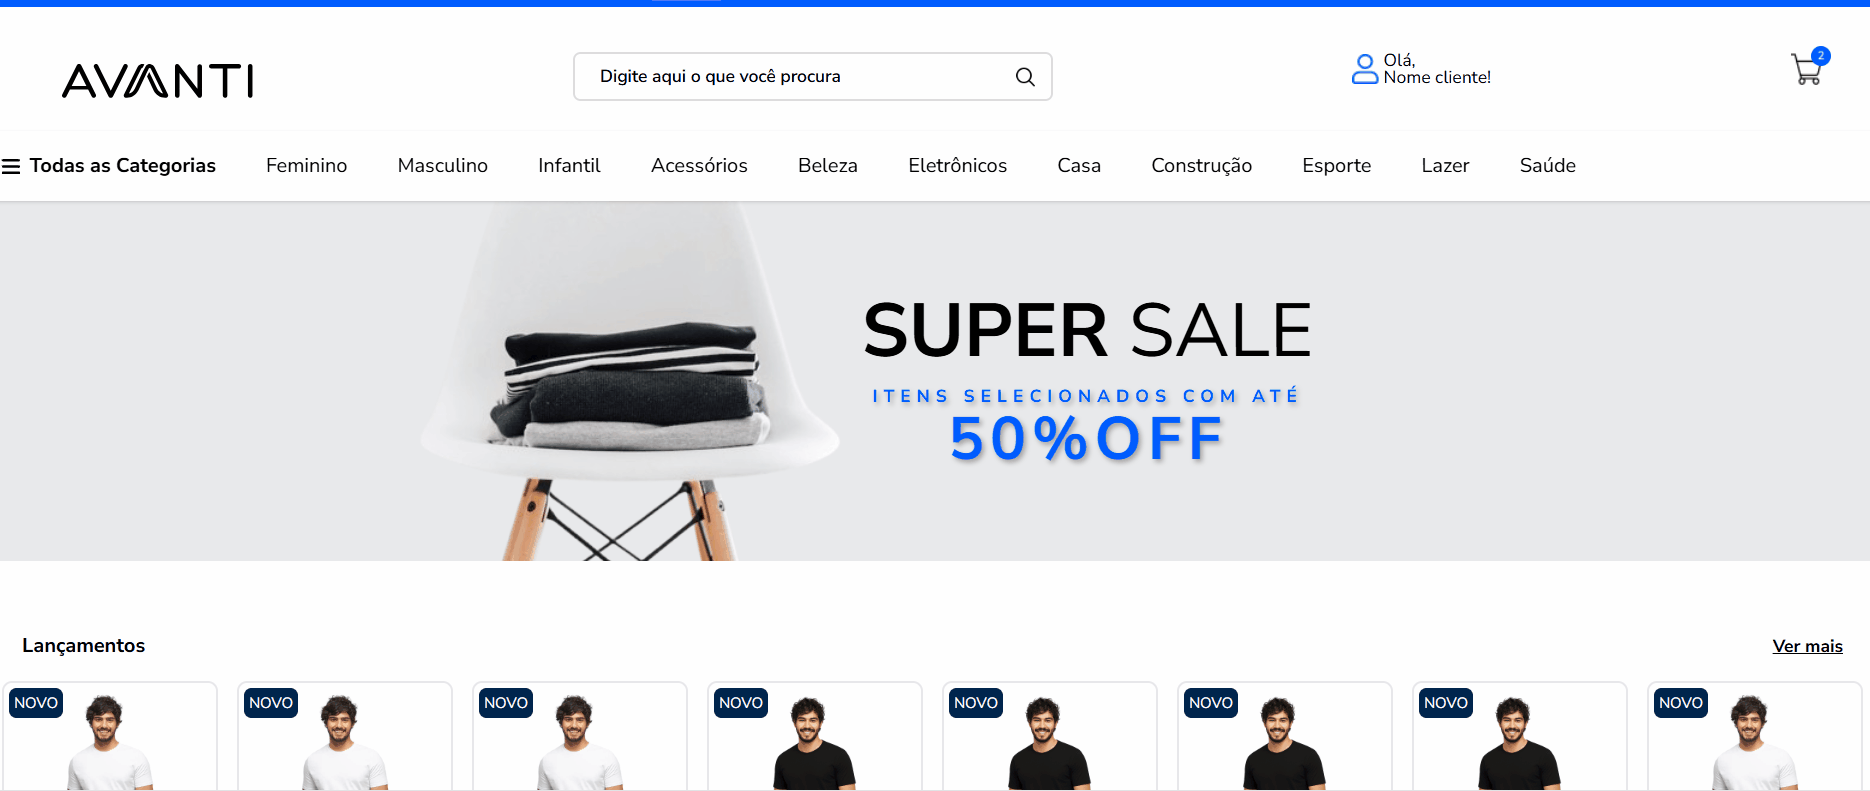 AVANTI
Digite aqui o que você procura
Olá,
Nome cliente!
2
Todas as Categorias Feminino Masculino Infantil Acessórios Beleza Eletrônicos Casa Construção Esporte Lazer Saúde
SUPER SALE
ITENS SELECIONADOS COM ATÉ
50%OFF
Lançamentos Ver mais
NOVO NOVO NOVO NOVO NOVO NOVO NOVO NOVO